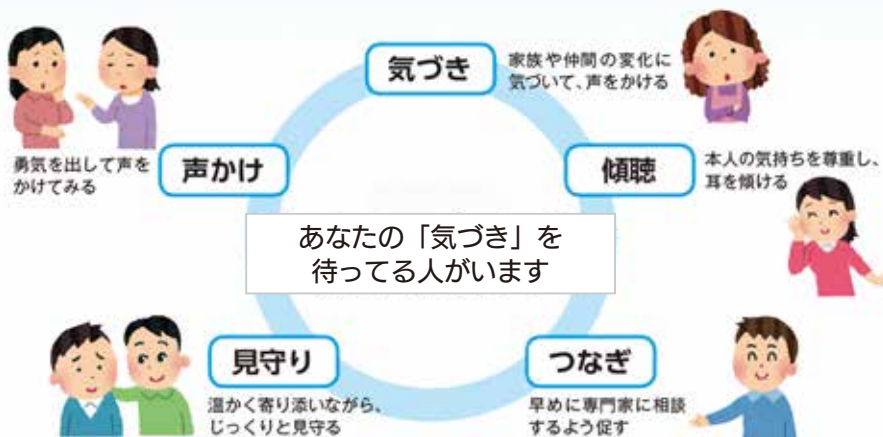 気づき
家族や仲間の変化に
気づいて、声をかける
傾聴
本人の気持ちを尊重し、
耳を傾ける
つなぎ
早めに専門家に相談
するよう促す
見守り
温かく寄り添いながら、
じっくりと見守る
声かけ
勇気を出して声を
かけてみる
あなたの「気づき」を
待ってる人がいます